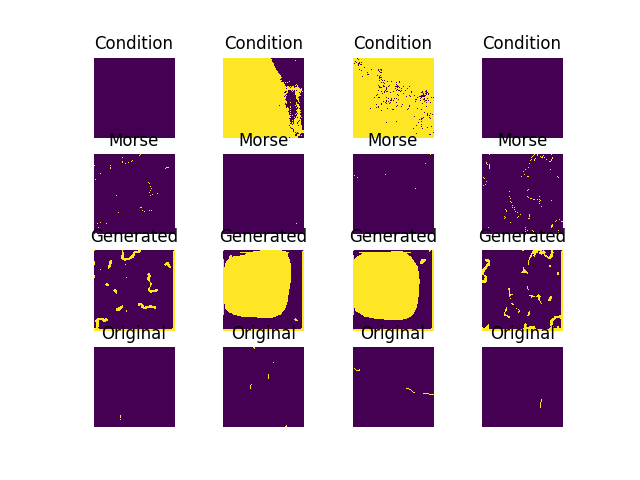 Condition Condition Condition Condition
Morse Morse Morse Morse
Generated Generated Generated Generated
Original Original Original Original